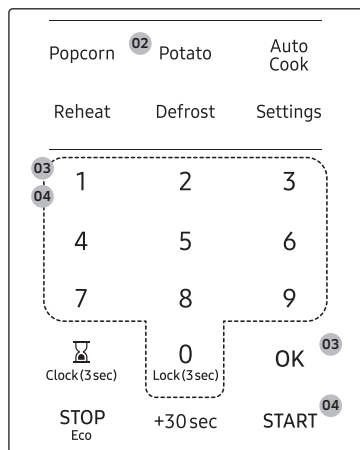 Popcorn 02 Potato Auto
Cook
Reheat Defrost Settings
03 1 2 3
04
4 5 6
7 8 9
0 OK 03
Clock(3 sec) Lock(3 sec)
STOP +30 sec START 04
Eco